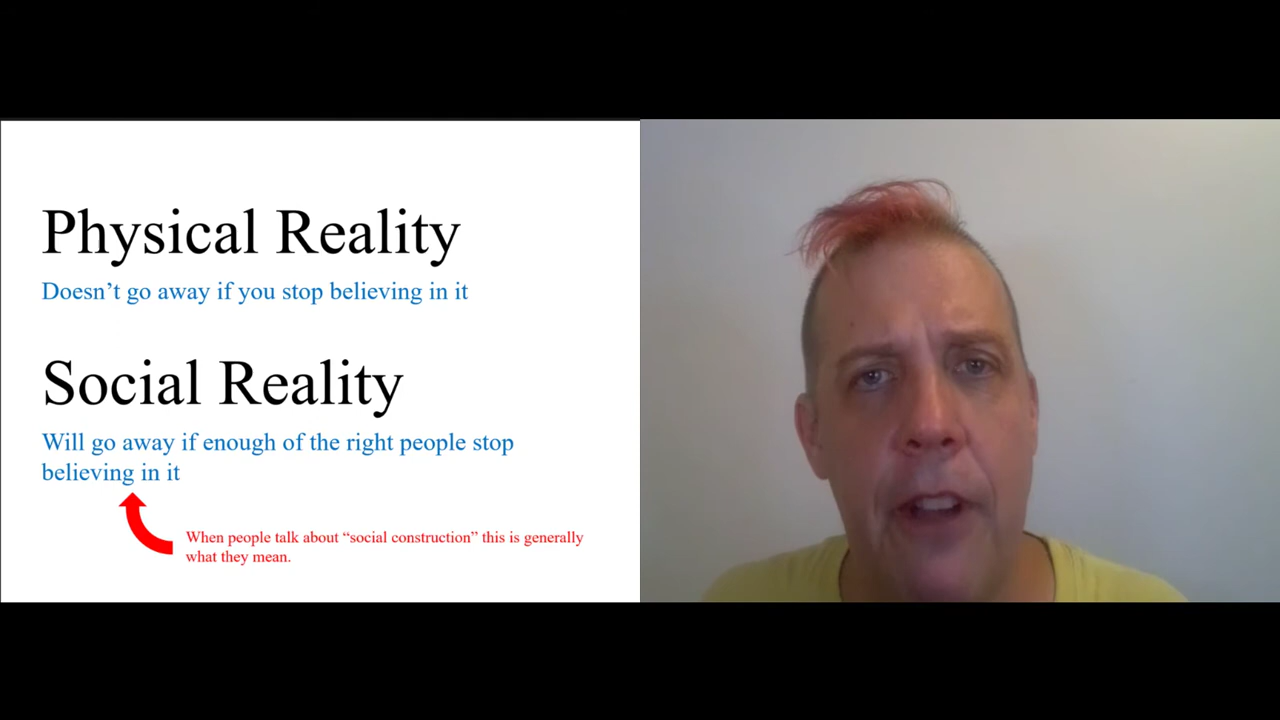 Physical Reality
Doesn’t go away if you stop believing in it
Social Reality
Will go away if enough of the right people stop
believing in it
When people talk about “social construction” this is generally
what they mean.